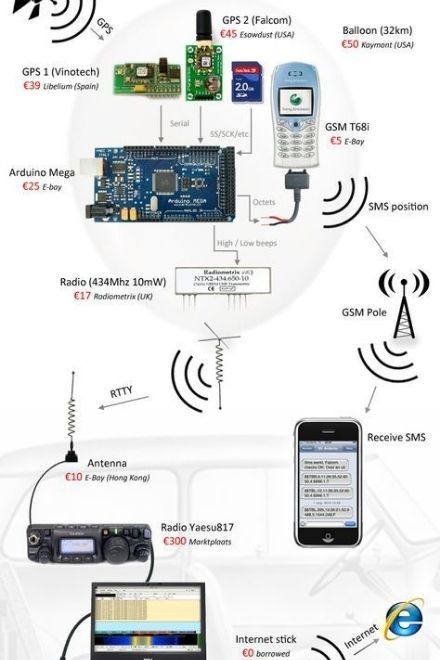 GPS
GPS 2 (Falcom)
€45 Esawdust (USA)
Balloon (32km)
€50 Kaymont (USA)
GPS 1 (Vinotech)
€39 Libelium (Spain)
SanDisk
2.0GB
GSM T68i
€5 E-Bay
Serial
SS/SCK/etc
Arduino Mega
€25 E-bay
Arduino MEGA
Octets
SMS position
High / Low beeps
Radio (434Mhz 10mW)
€17 Radiometrix (UK)
Radiometrix
NTX2-434.650-10
GSM Pole
RTTY
Receive SMS
Antenna
€10 E-Bay (Hong Kong)
Radio Yaesu817
€300 Marktplaats
Internet stick
€0 borrowed
Internet